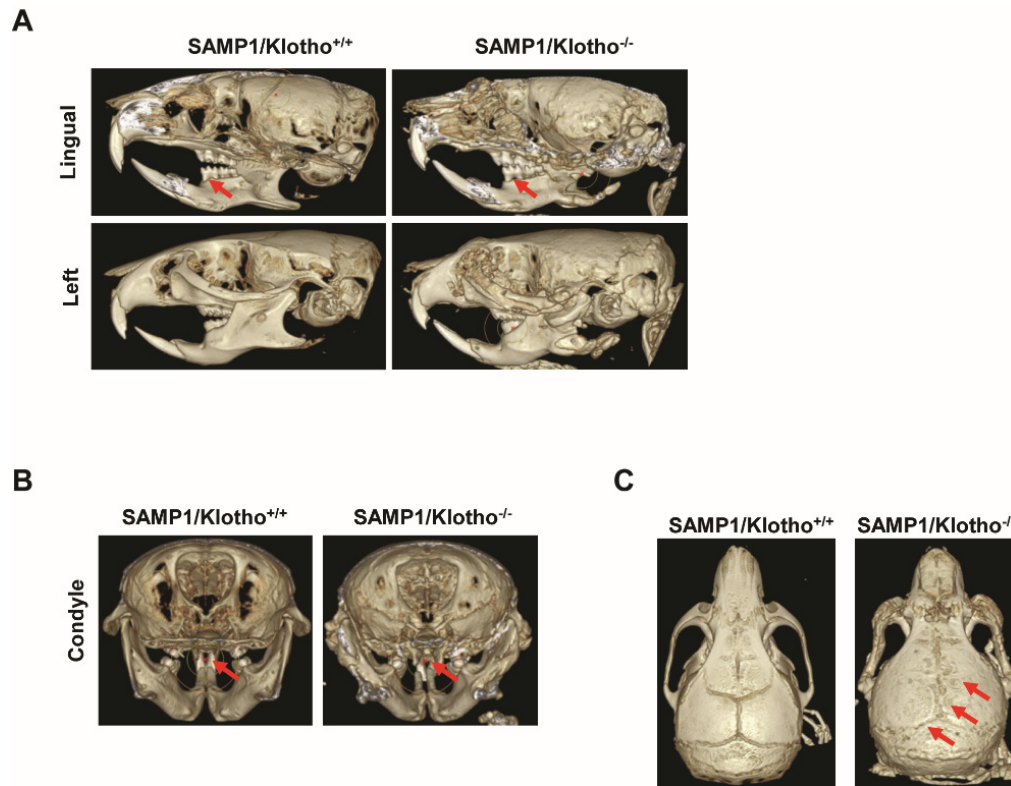 A
SAMP1/Klotho+/+ SAMP1/Klotho-/-
Lingual
Left
B
SAMP1/Klotho+/+ SAMP1/Klotho-/-
Condyle
C
SAMP1/Klotho+/+ SAMP1/Klotho-/-